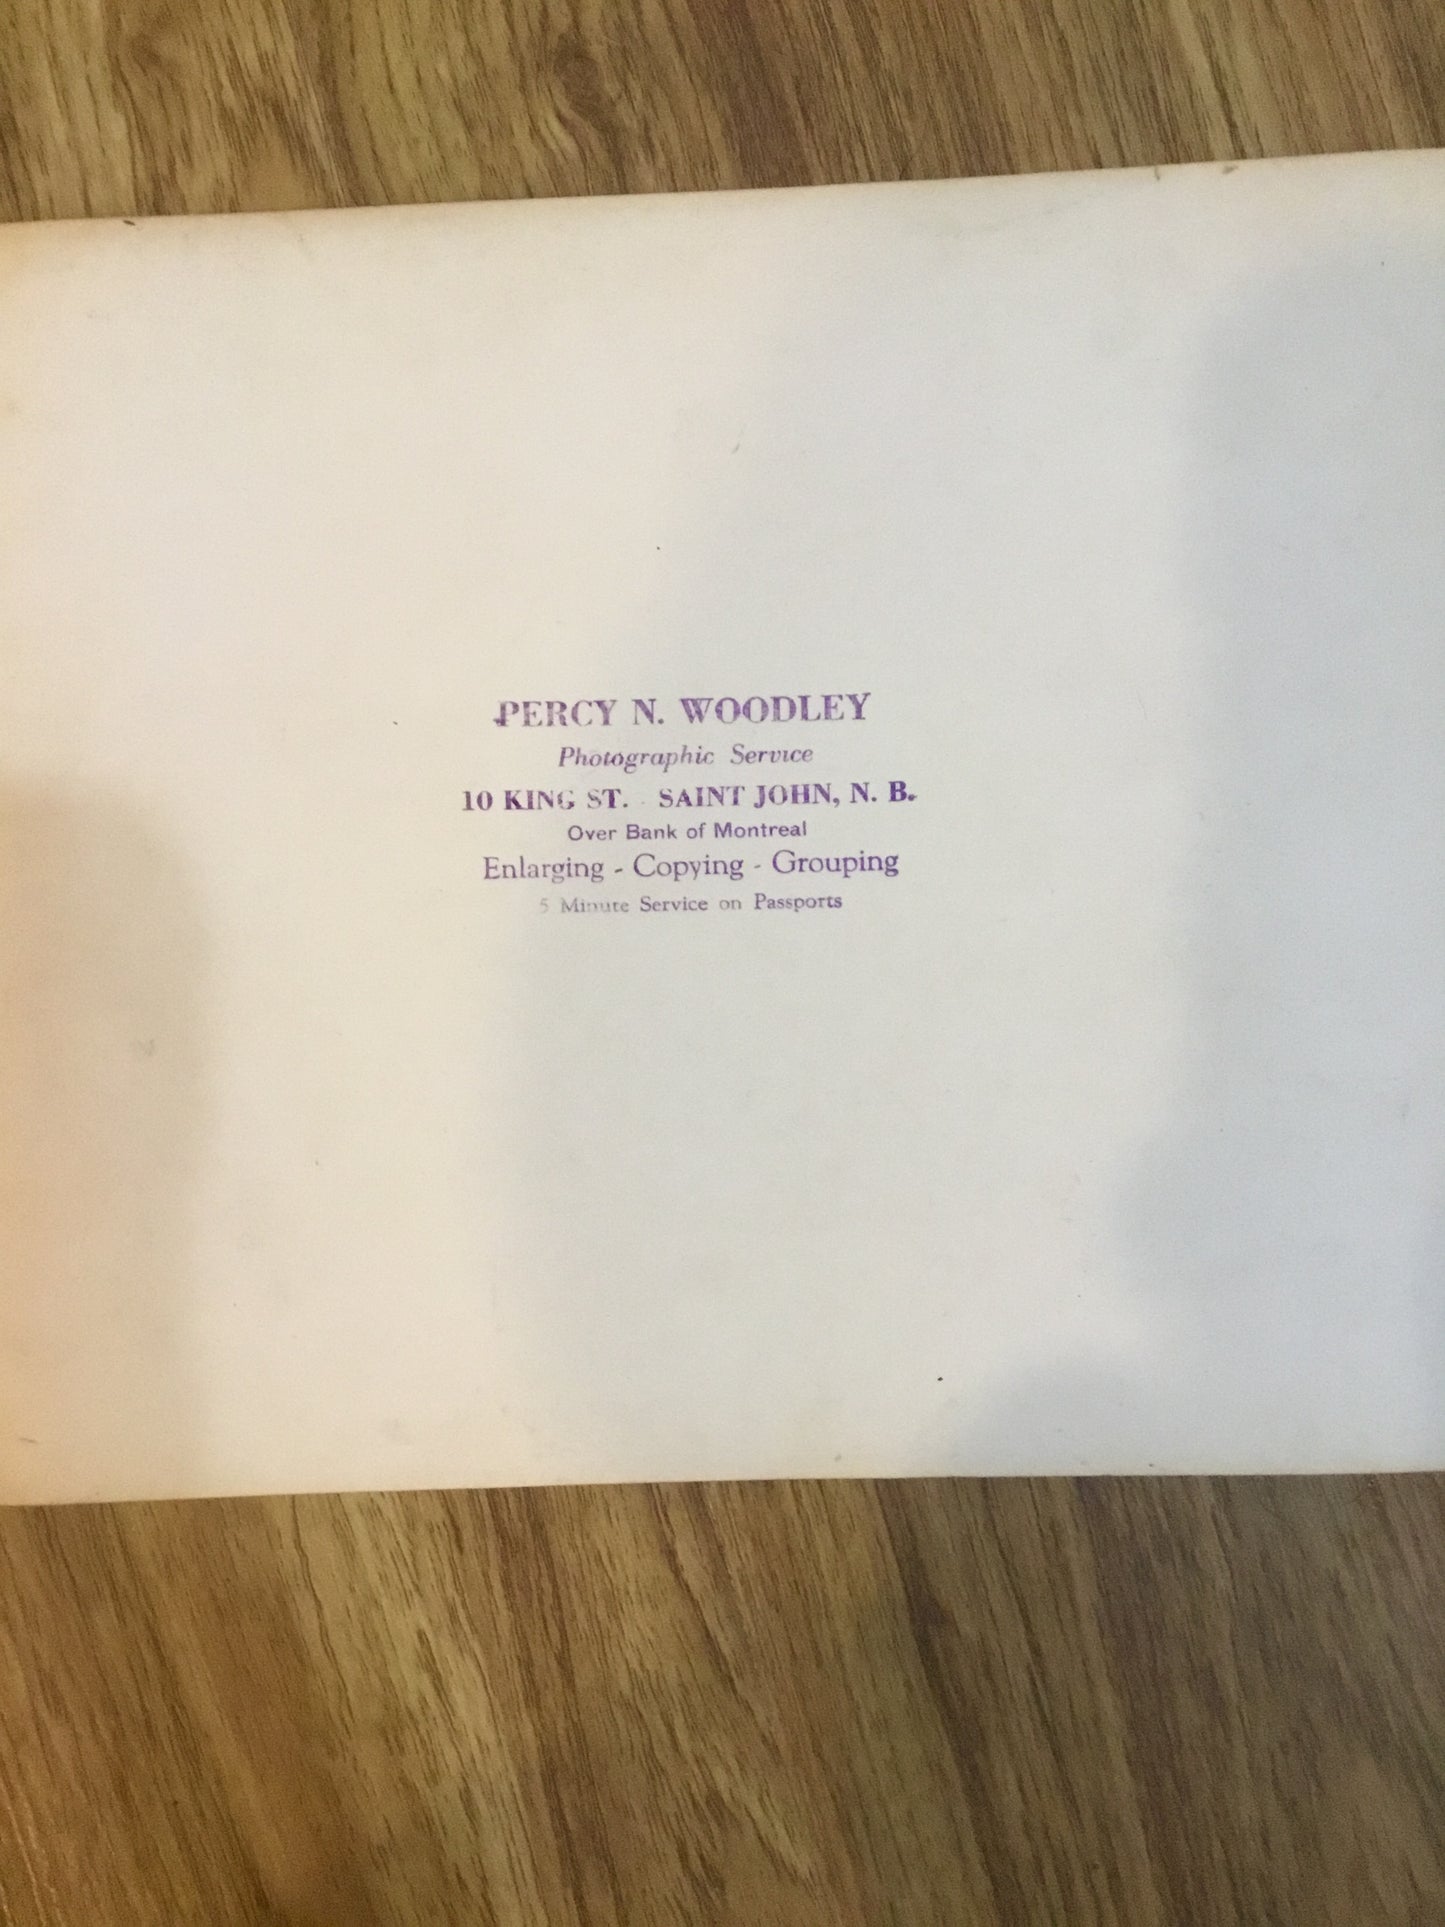 PERCY N. WOODLEY
Photographic Service
10 KING ST. - SAINT JOHN, N. B.
Over Bank of Montreal
Enlarging - Copying - Grouping
5 Minute Service on Passports